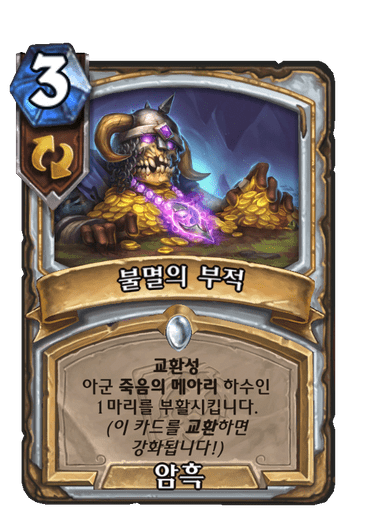 3
불멸의 부적
교환성
아군 죽음의 메아리 하수인
1마리를 부활시킵니다.
(이 카드를 교환하면
강화됩니다!)
암흑